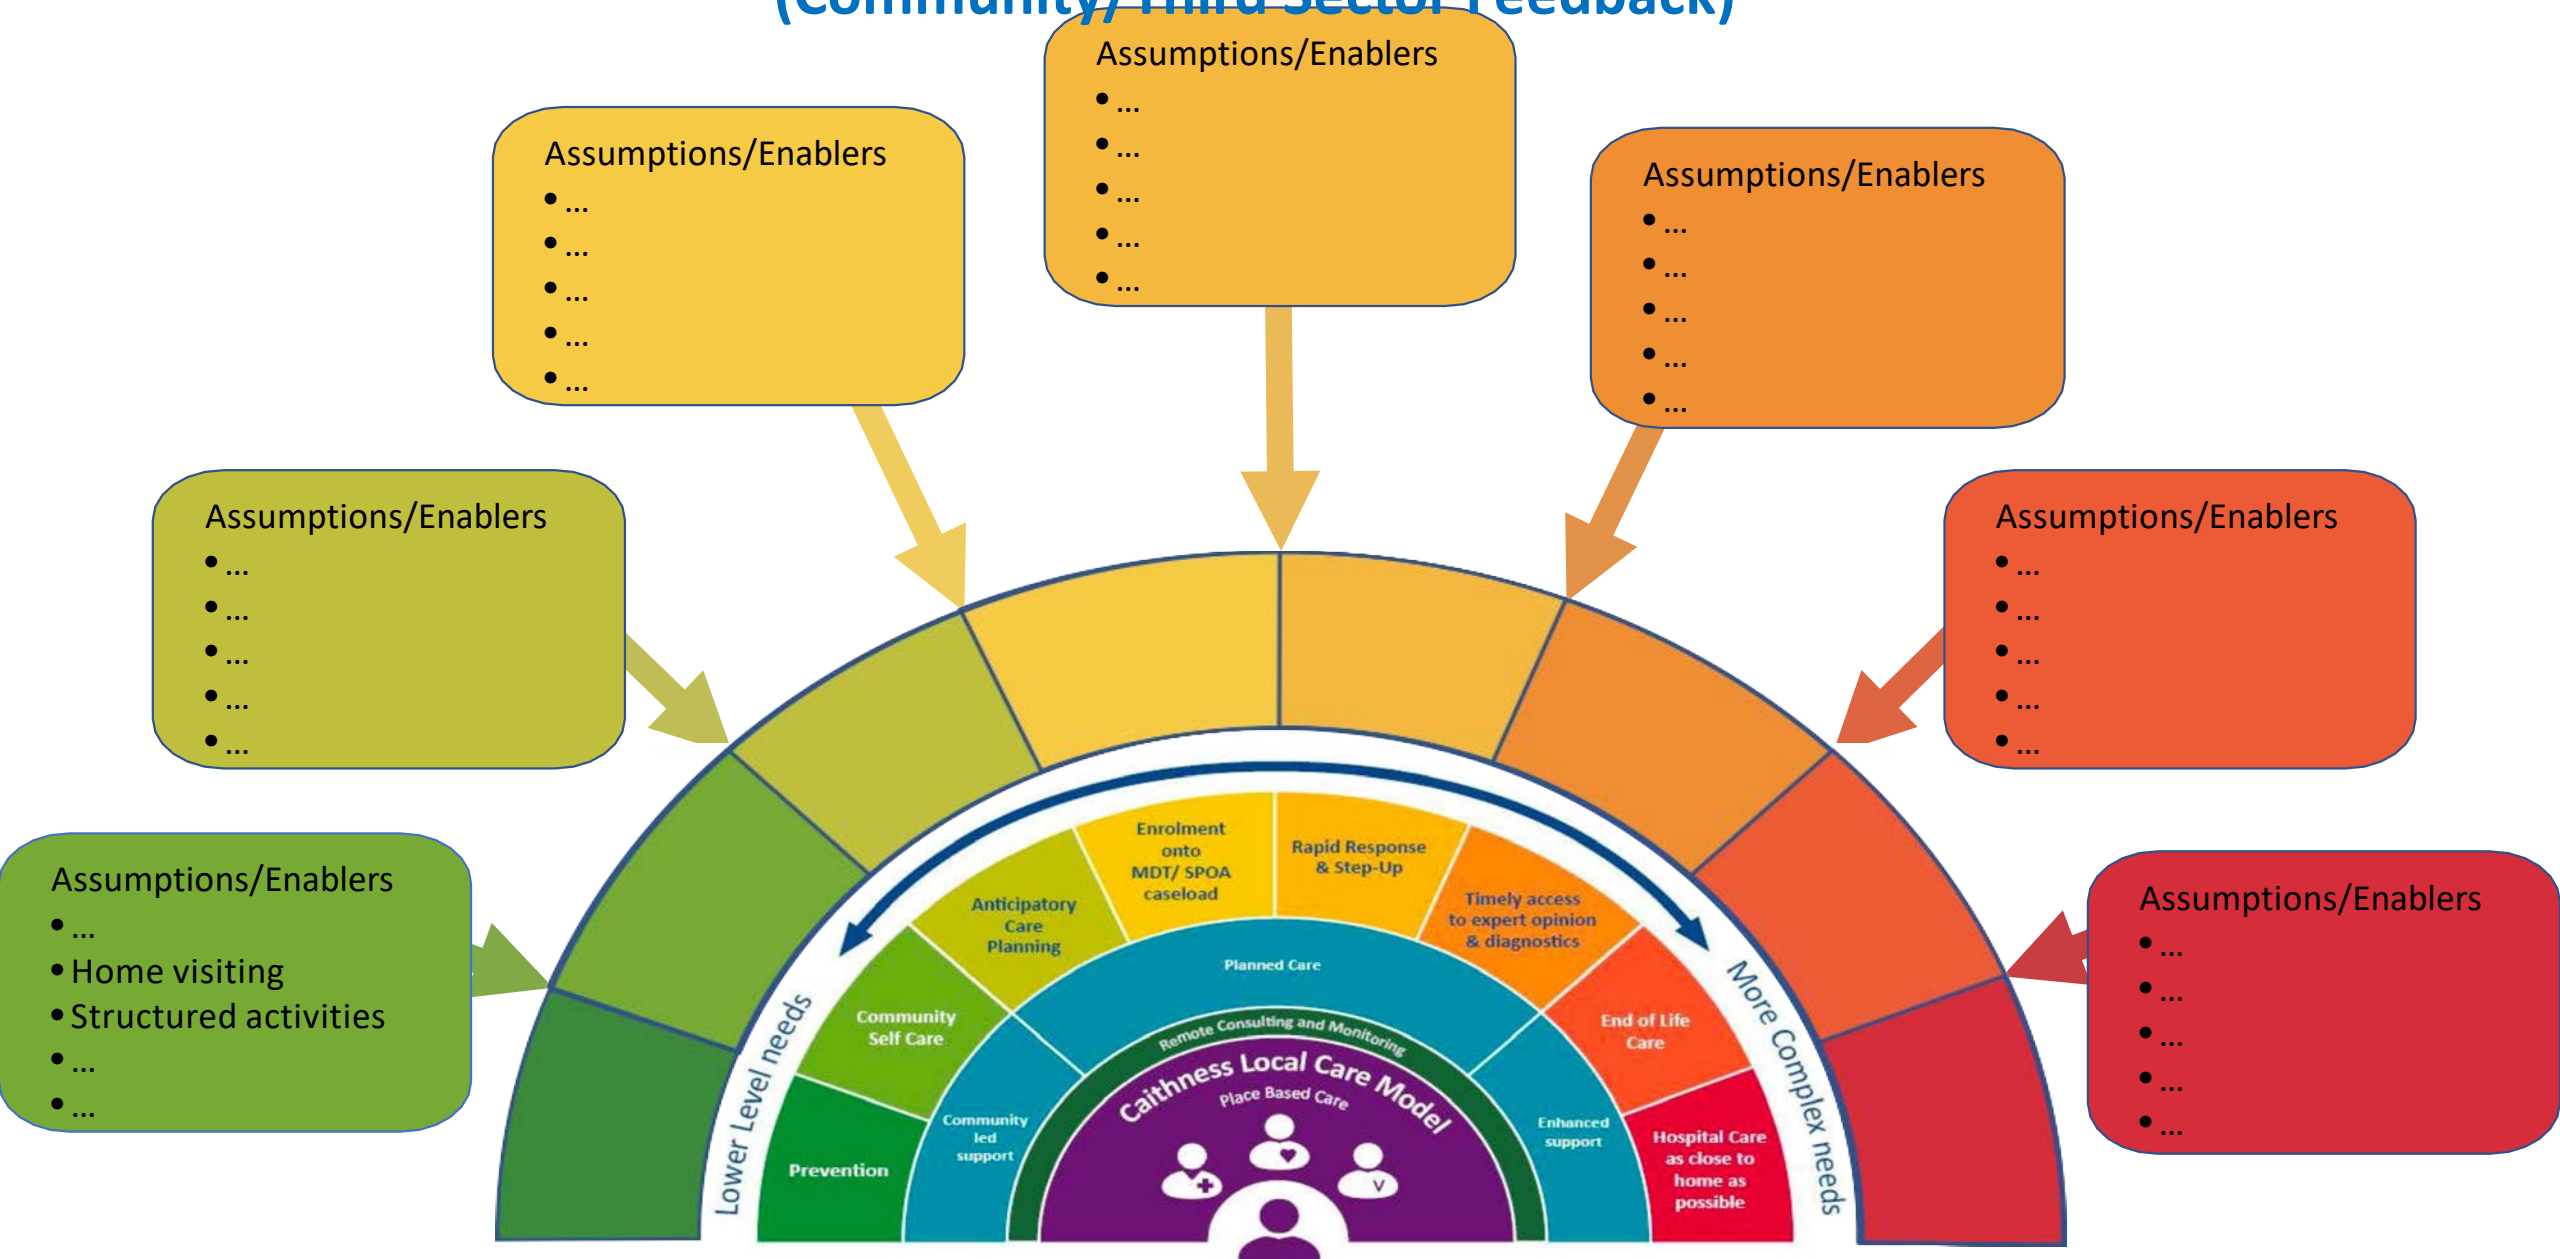 (Community/Third Sector Feedback)
Assumptions/Enablers
• ...
• ...
• ...
• ...
• ...
Assumptions/Enablers
• ...
• ...
• ...
• ...
• ...
Assumptions/Enablers
• ...
• ...
• ...
• ...
• ...
Assumptions/Enablers
• ...
• ...
• ...
• ...
• ...
Assumptions/Enablers
• ...
• ...
• ...
• ...
• ...
Assumptions/Enablers
• ...
• Home visiting
• Structured activities
• ...
• ...
Assumptions/Enablers
• ...
• ...
• ...
• ...
• ...
Lower Level needs
More Complex needs
Prevention
Community
Self Care
Anticipatory
Care
Planning
Enrolment
onto
MDT/ SPOA
caseload
Rapid Response
& Step-Up
Timely access
to expert opinion
& diagnostics
End of Life
Care
Hospital Care
as close to
home as
possible
Community
led
support
Planned Care
Enhanced
support
Remote Consulting and Monitoring
Caithness Local Care Model
Place Based Care